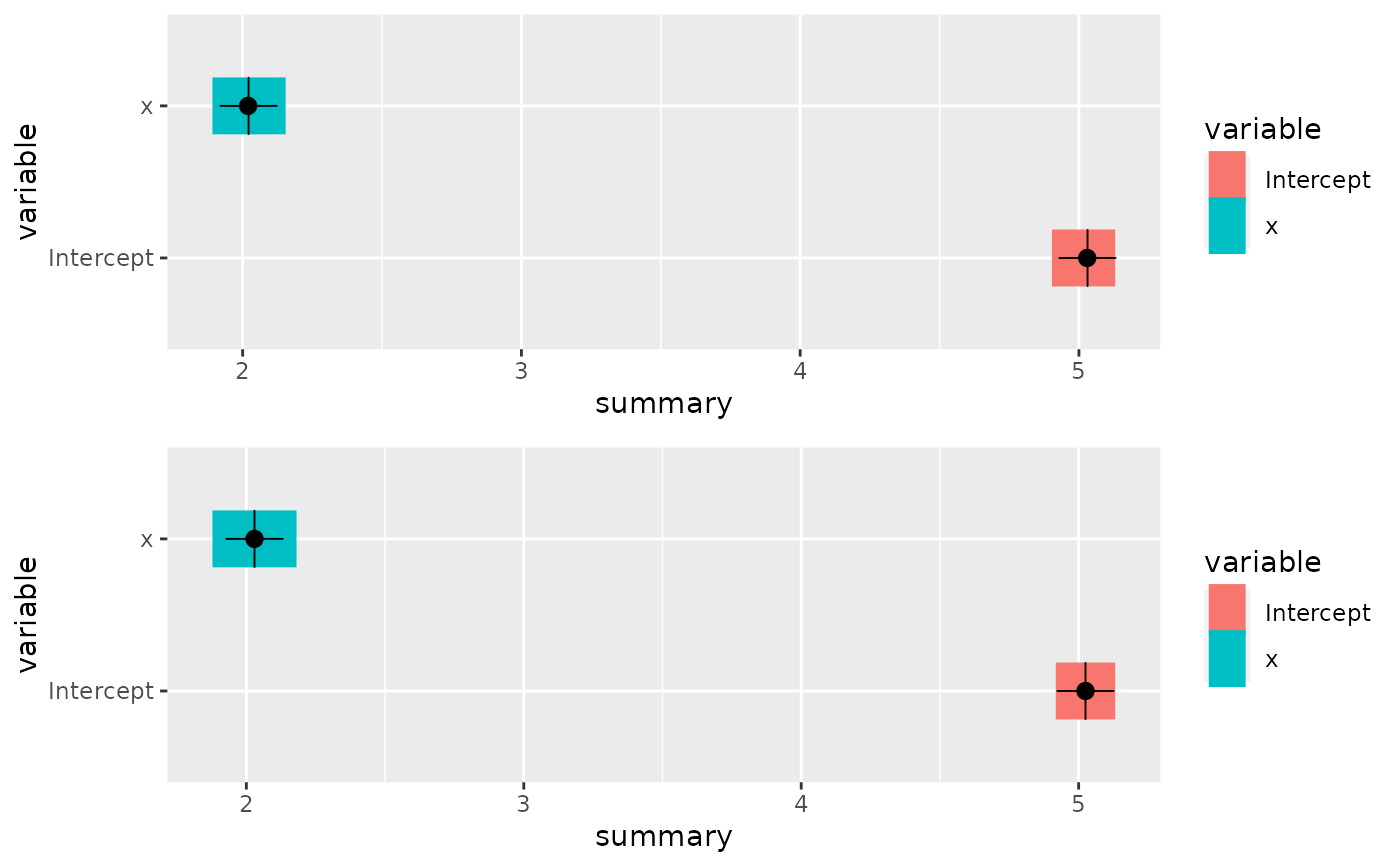 variable
x
Intercept
2 3 4 5
summary
variable
Intercept
x
variable
x
Intercept
2 3 4 5
summary
variable
Intercept
x